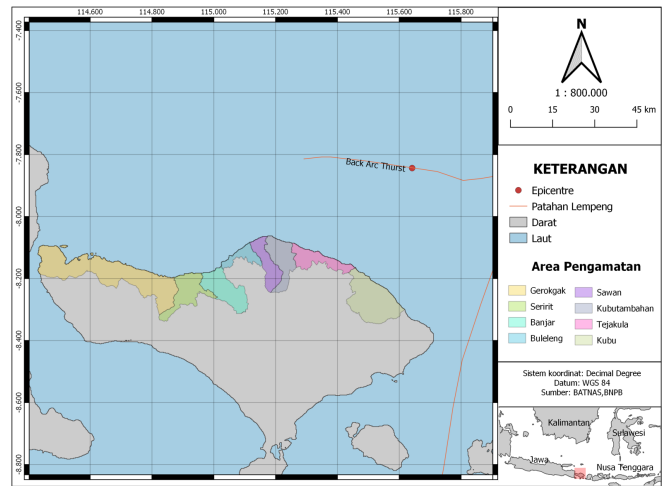 114.600 114.800 115.000 115.200 115.400 115.600 115.800
-7.400
-7.600
-7.800
-8.000
-8.200
-8.400
-8.600
-8.800
Back Arc Thurst
N
1 : 800.000
0 15 30 45 km
KETERANGAN
Epicentre
Patahan Lempeng
Darat
Laut
Area Pengamatan
Gerokgak
Seririt
Banjar
Buleleng
Sawan
Kubutambahan
Tejakula
Kubu
Sistem koordinat: Decimal Degree
Datum: WGS 84
Sumber: BATNAS,BNPB
Kalimantan
Sulawesi
Jawa
Nusa Tenggara